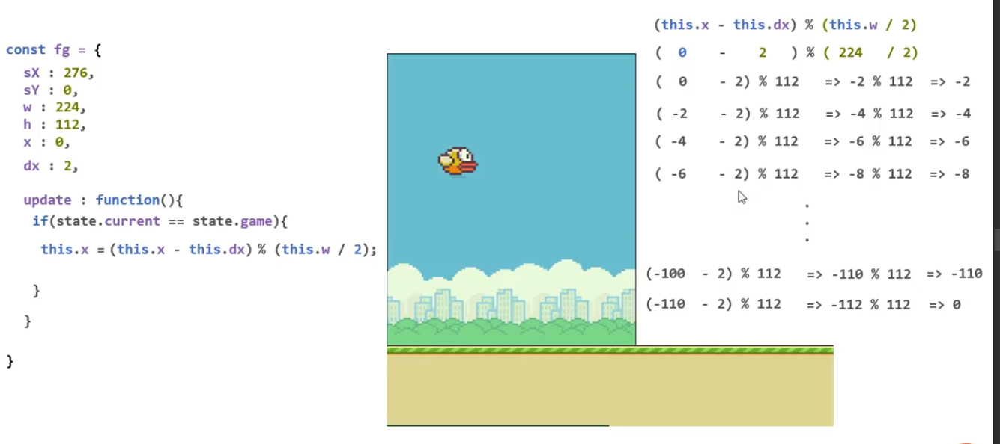 const fg = {
sX : 276,
sY : 0,
w : 224,
h : 112,
x : 0,
dx : 2,
update : function(){
if(state.current == state.game){
this.x = (this.x - this.dx) % (this.w / 2);
}
}
}
(this.x - this.dx) % (this.w / 2)
( 0 - 2 ) % ( 224 / 2)
( 0 - 2) % 112 => -2 % 112 => -2
( -2 - 2) % 112 => -4 % 112 => -4
( -4 - 2) % 112 => -6 % 112 => -6
( -6 - 2) % 112 => -8 % 112 => -8
.
.
.
(-100 - 2) % 112 => -110 % 112 => -110
(-110 - 2) % 112 => -112 % 112 => 0